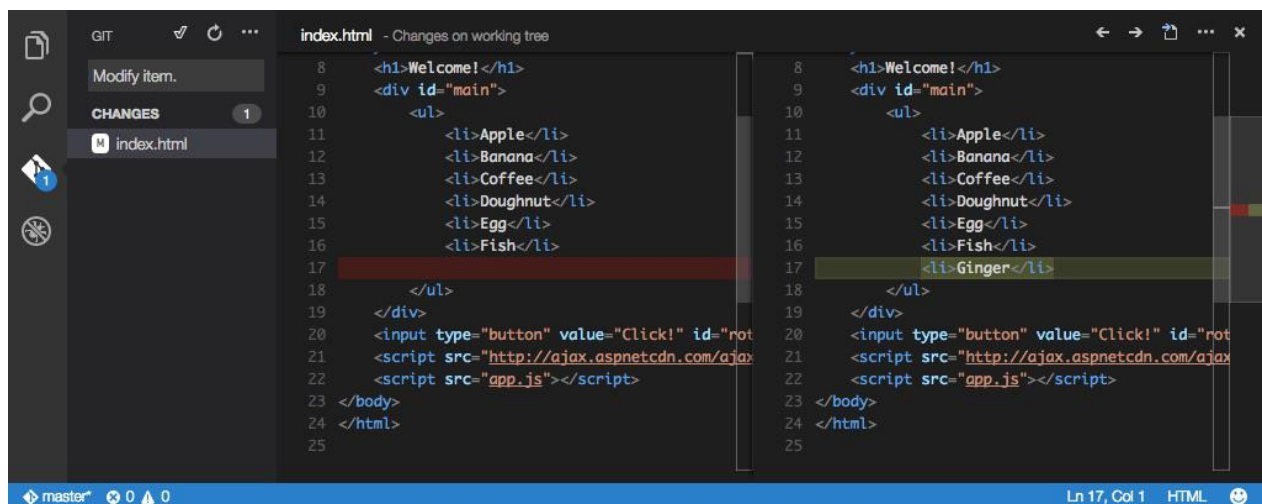 GIT
Modify item.
CHANGES 1
M index.html
1
index.html - Changes on working tree
8 <h1>Welcome!</h1>
9 <div id="main">
10 <ul>
11 <li>Apple</li>
12 <li>Banana</li>
13 <li>Coffee</li>
14 <li>Doughnut</li>
15 <li>Egg</li>
16 <li>Fish</li>
17
18 </ul>
19 </div>
20 <input type="button" value="Click!" id="rot
21 <script src="http://ajax.aspnetcdn.com/ajax
22 <script src="app.js"></script>
23 </body>
24 </html>
25
8 <h1>Welcome!</h1>
9 <div id="main">
10 <ul>
11 <li>Apple</li>
12 <li>Banana</li>
13 <li>Coffee</li>
14 <li>Doughnut</li>
15 <li>Egg</li>
16 <li>Fish</li>
17 <li>Ginger</li>
18 </ul>
19 </div>
20 <input type="button" value="Click!" id="rot
21 <script src="http://ajax.aspnetcdn.com/ajax
22 <script src="app.js"></script>
23 </body>
24 </html>
25
master* 0 0 Ln 17, Col 1 HTML